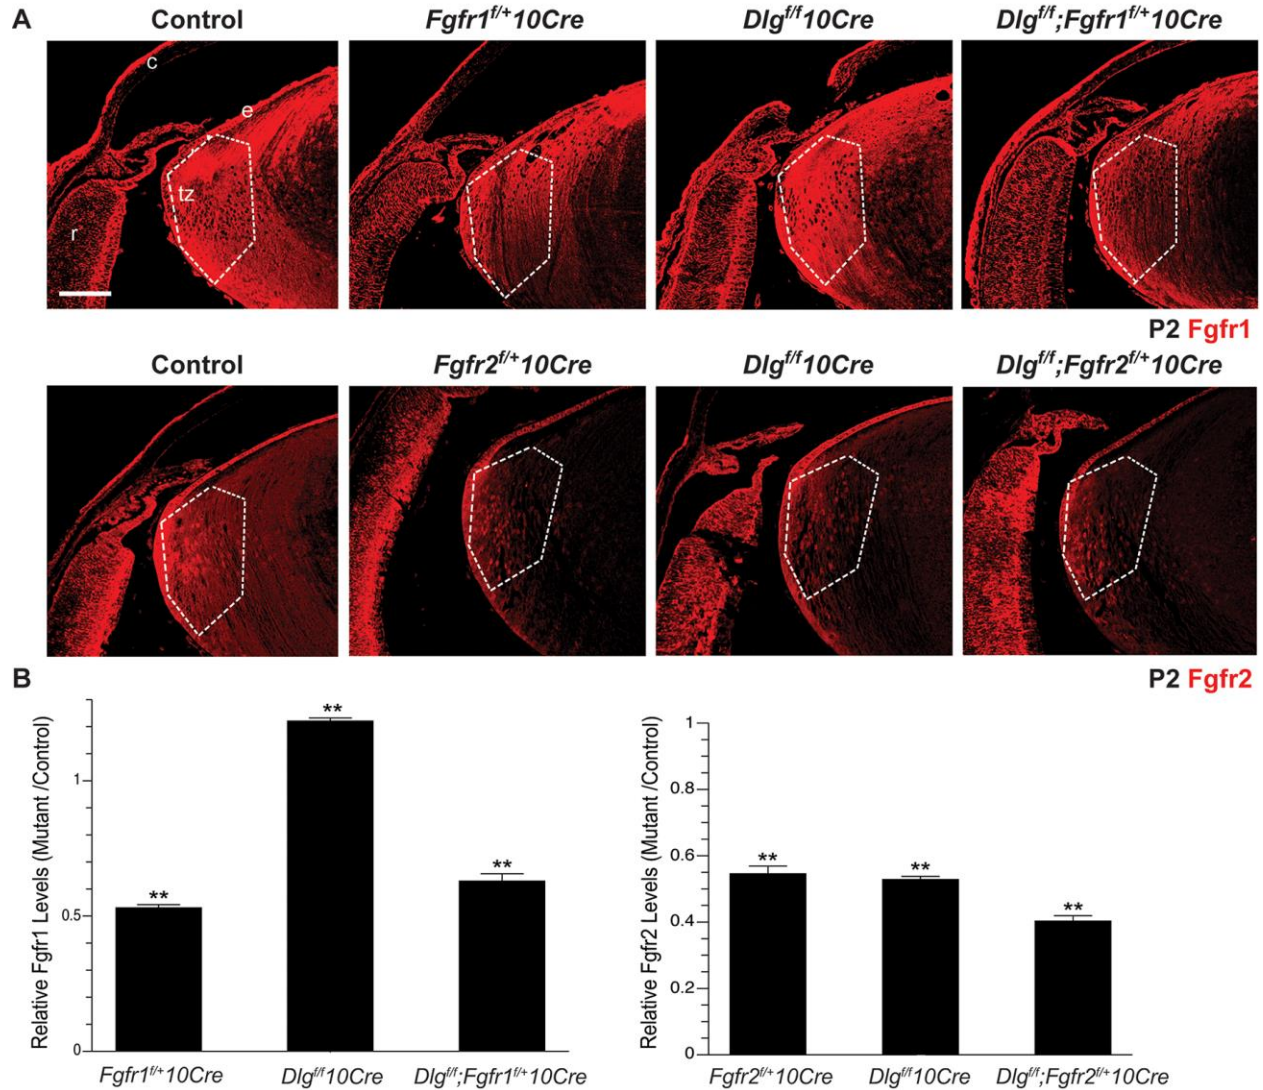 A
Control
Fgfr1f/+10Cre
Dlgf/f10Cre
Dlgf/f;Fgfr1f/+10Cre
c
e
tz
r
P2 Fgfr1
Control
Fgfr2f/+10Cre
Dlgf/f10Cre
Dlgf/f;Fgfr2f/+10Cre
P2 Fgfr2
B
Relative Fgfr1 Levels (Mutant /Control)
1
0.5
0
**
**
**
Fgfr1f/+10Cre
Dlgf/f10Cre
Dlgf/f;Fgfr1f/+10Cre
Relative Fgfr2 Levels (Mutant /Control)
1
0.8
0.6
0.4
0.2
0
**
**
**
Fgfr2f/+10Cre
Dlgf/f10Cre
Dlgf/f;Fgfr2f/+10Cre